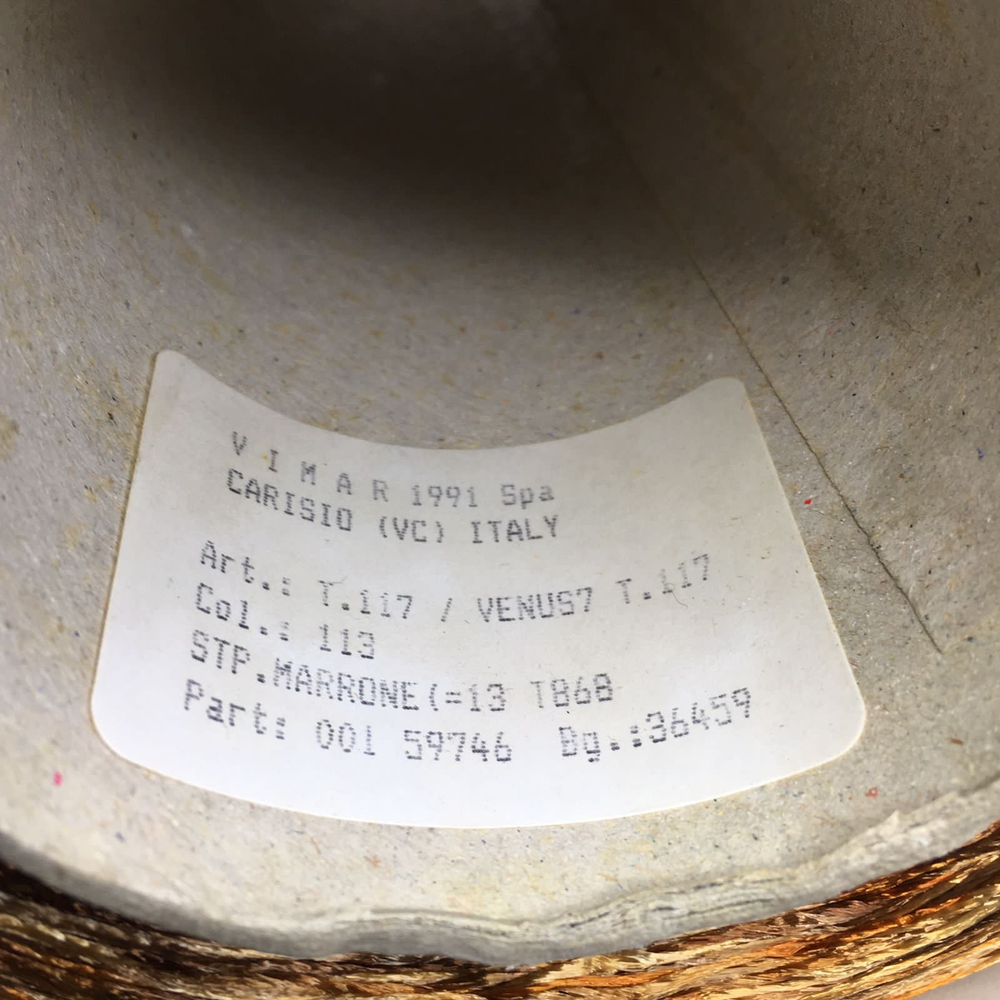 V I M A R 1991 Spa
CARISIO (VC) ITALY
Art.: T.117 / VENUS7 T.117
Col.: 113
STP.MARRONE(=13 T868
Part: 001 59746 Bg.:36459